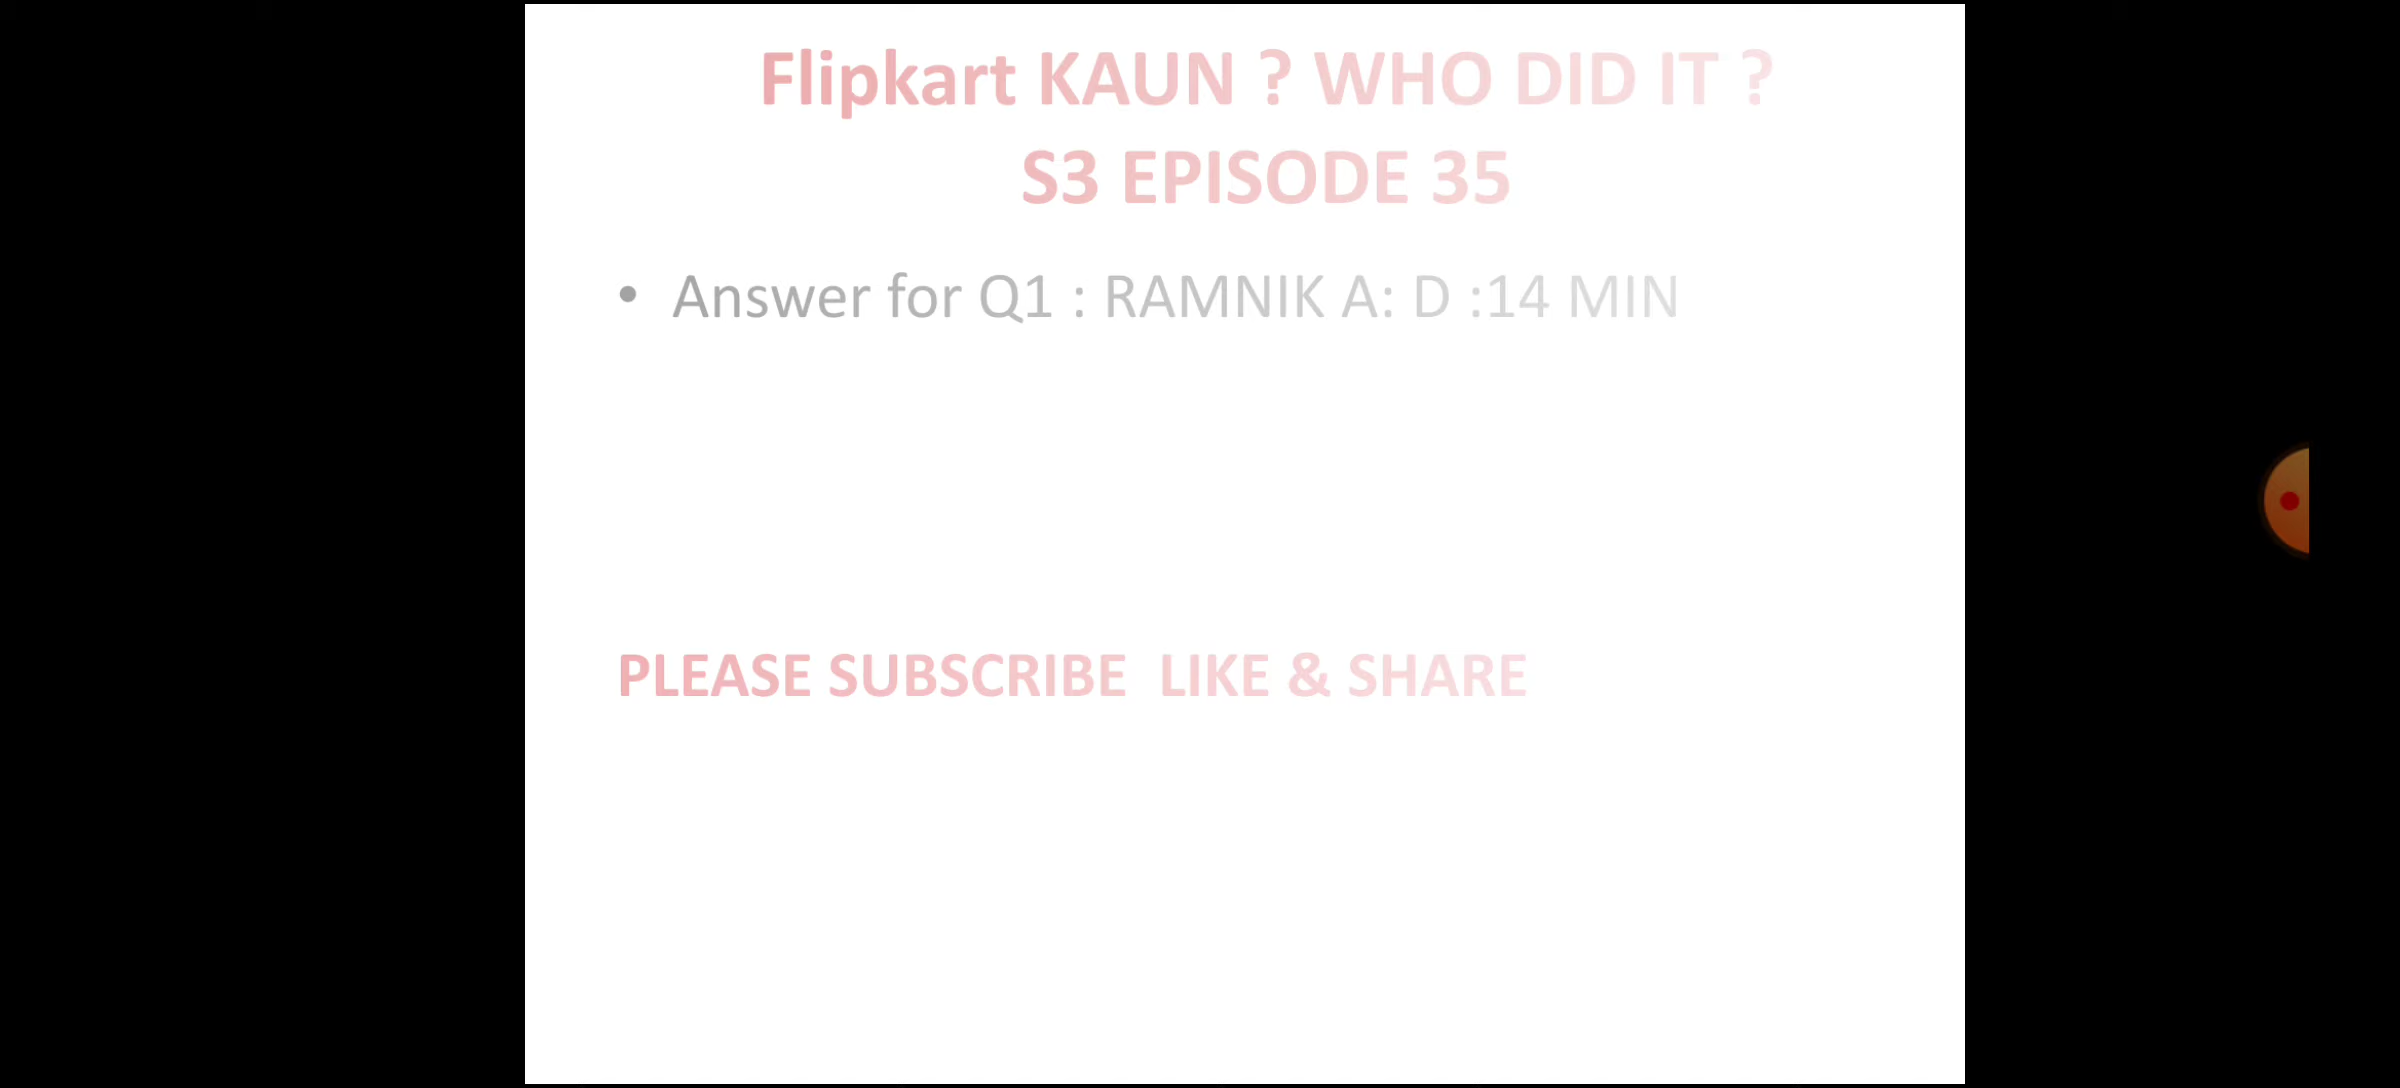 Flipkart KAUN ? WHO DID IT ?
S3 EPISODE 35
• Answer for Q1 : RAMNIK A: D :14 MIN
PLEASE SUBSCRIBE  LIKE & SHARE